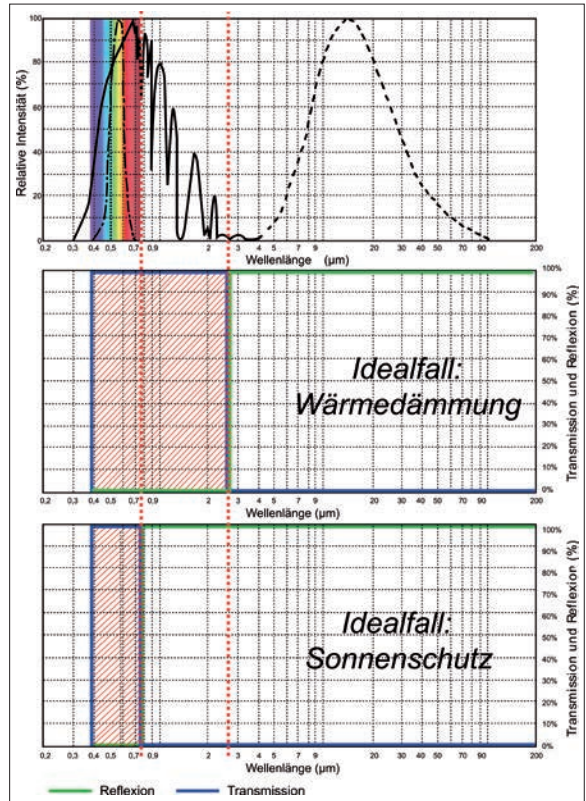 Relative Intensität (%)
100
80
60
40
20
0
0,2 0,3 0,4 0,5 0,7 0,9 2 3 4 5 7 9 20 30 40 50 90 200
Wellenlänge (µm)
Idealfall:
Wärmedämmung
100%
90%
80%
70%
60%
50%
40%
30%
20%
10%
0%
Transmission und Reflexion (%)
0,2 0,3 0,4 0,5 0,7 0,9 2 3 4 5 7 9 20 30 40 50 70 90 200
Wellenlänge (µm)
Idealfall:
Sonnenschutz
100%
90%
80%
70%
60%
50%
40%
30%
20%
10%
0%
Transmission und Reflexion (%)
0,2 0,3 0,4 0,5 0,7 0,9 2 3 4 5 7 9 20 30 40 50 70 90 200
Wellenlänge (µm)
Reflexion Transmission